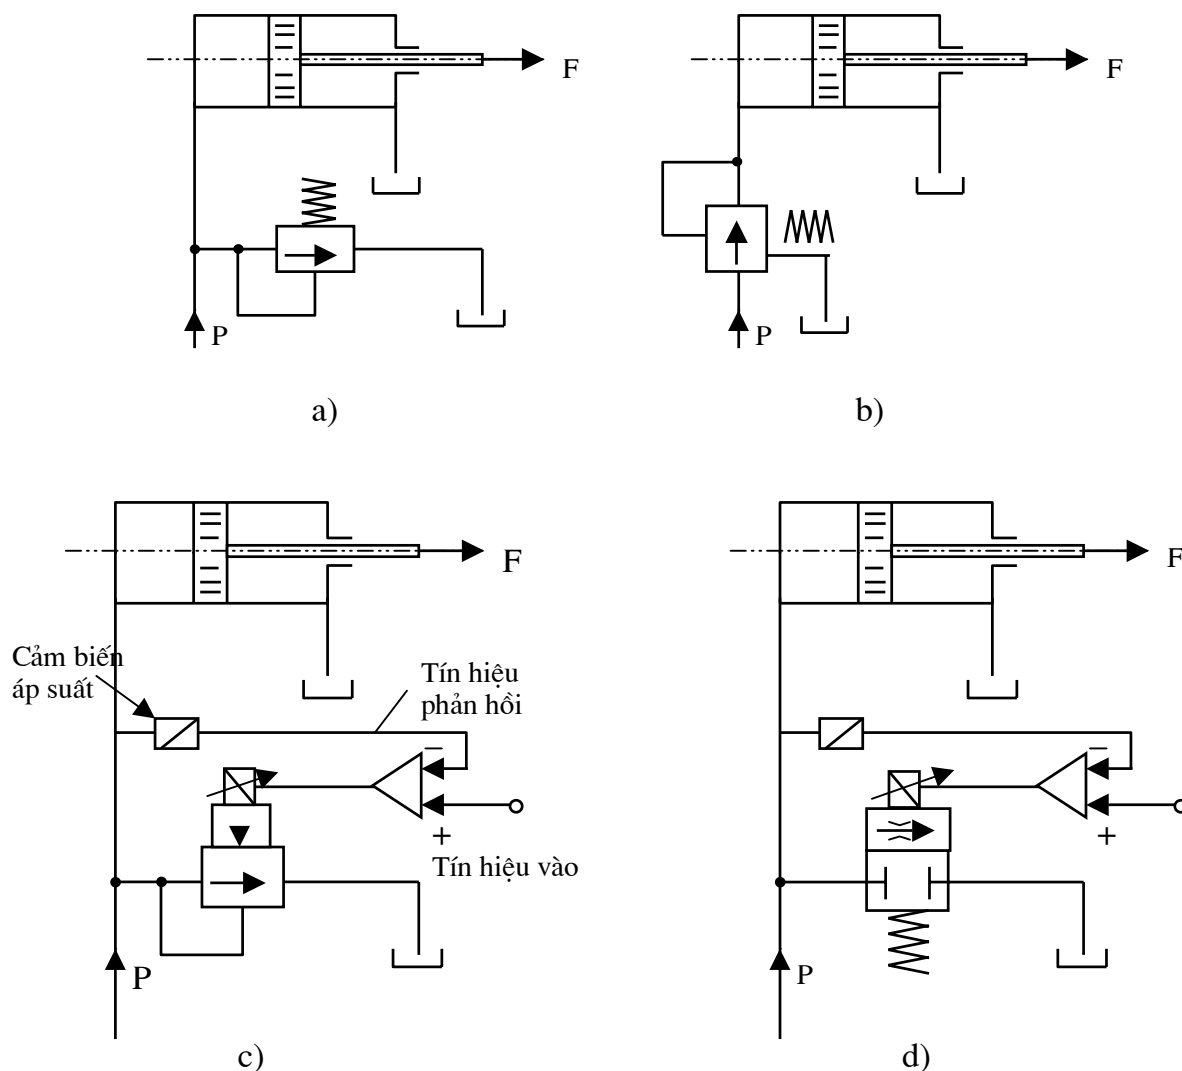 F
F
P
P
a)
b)
F
F
Cảm biến
áp suất
Tín hiệu
phản hồi
–
–
+
+
Tín hiệu vào
P
P
c)
d)